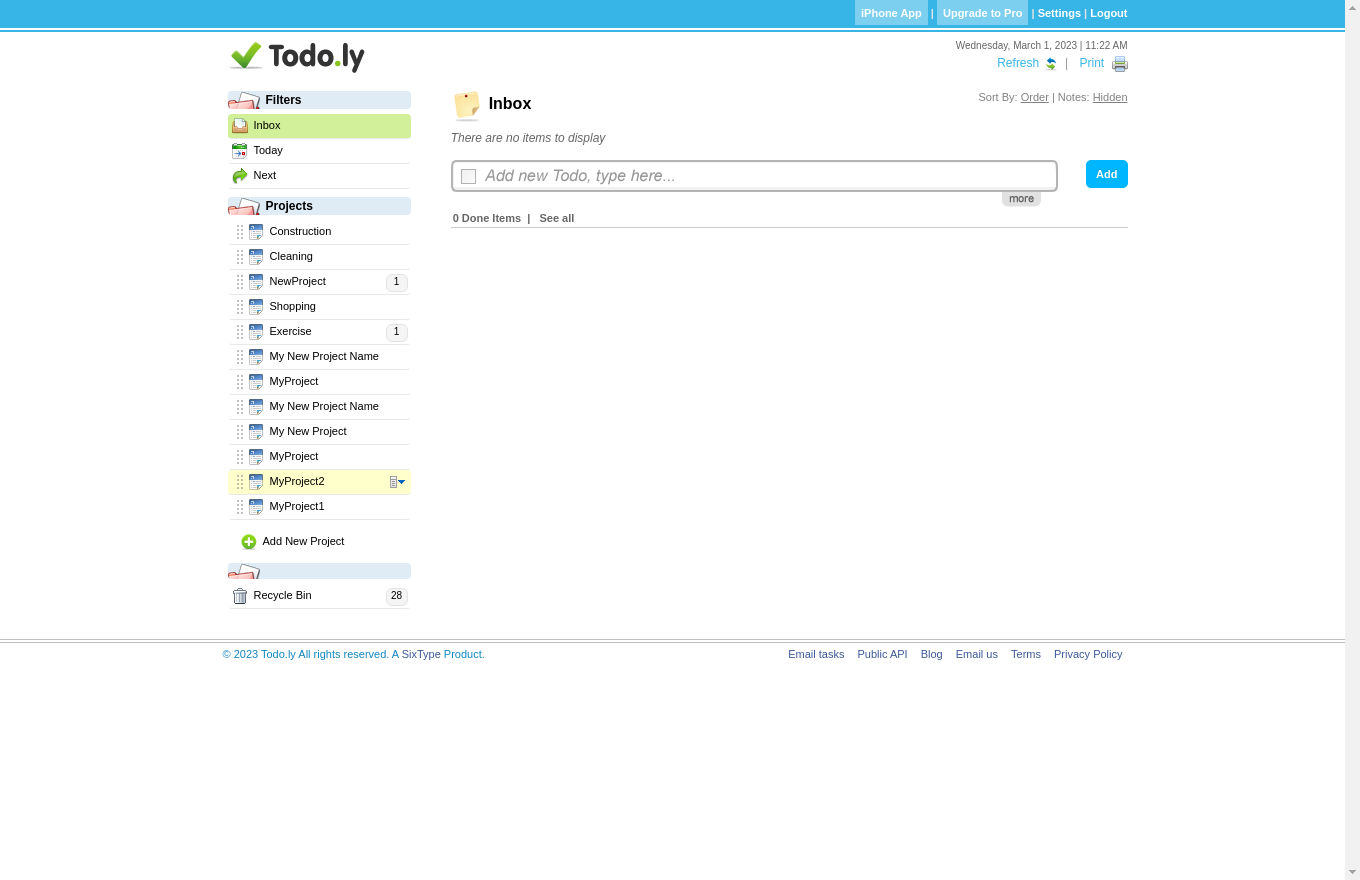 iPhone App | Upgrade to Pro | Settings | Logout
Todo.ly
Wednesday, March 1, 2023 | 11:22 AM
Refresh | Print
Filters
Inbox
Today
Next
Projects
Construction
Cleaning
NewProject 1
Shopping
Exercise 1
My New Project Name
MyProject
My New Project Name
My New Project
MyProject
MyProject2
MyProject1
Add New Project
Recycle Bin 28
Inbox
Sort By: Order | Notes: Hidden
There are no items to display
Add new Todo, type here...
Add
more
0 Done Items | See all
© 2023 Todo.ly All rights reserved. A SixType Product.
Email tasks Public API Blog Email us Terms Privacy Policy